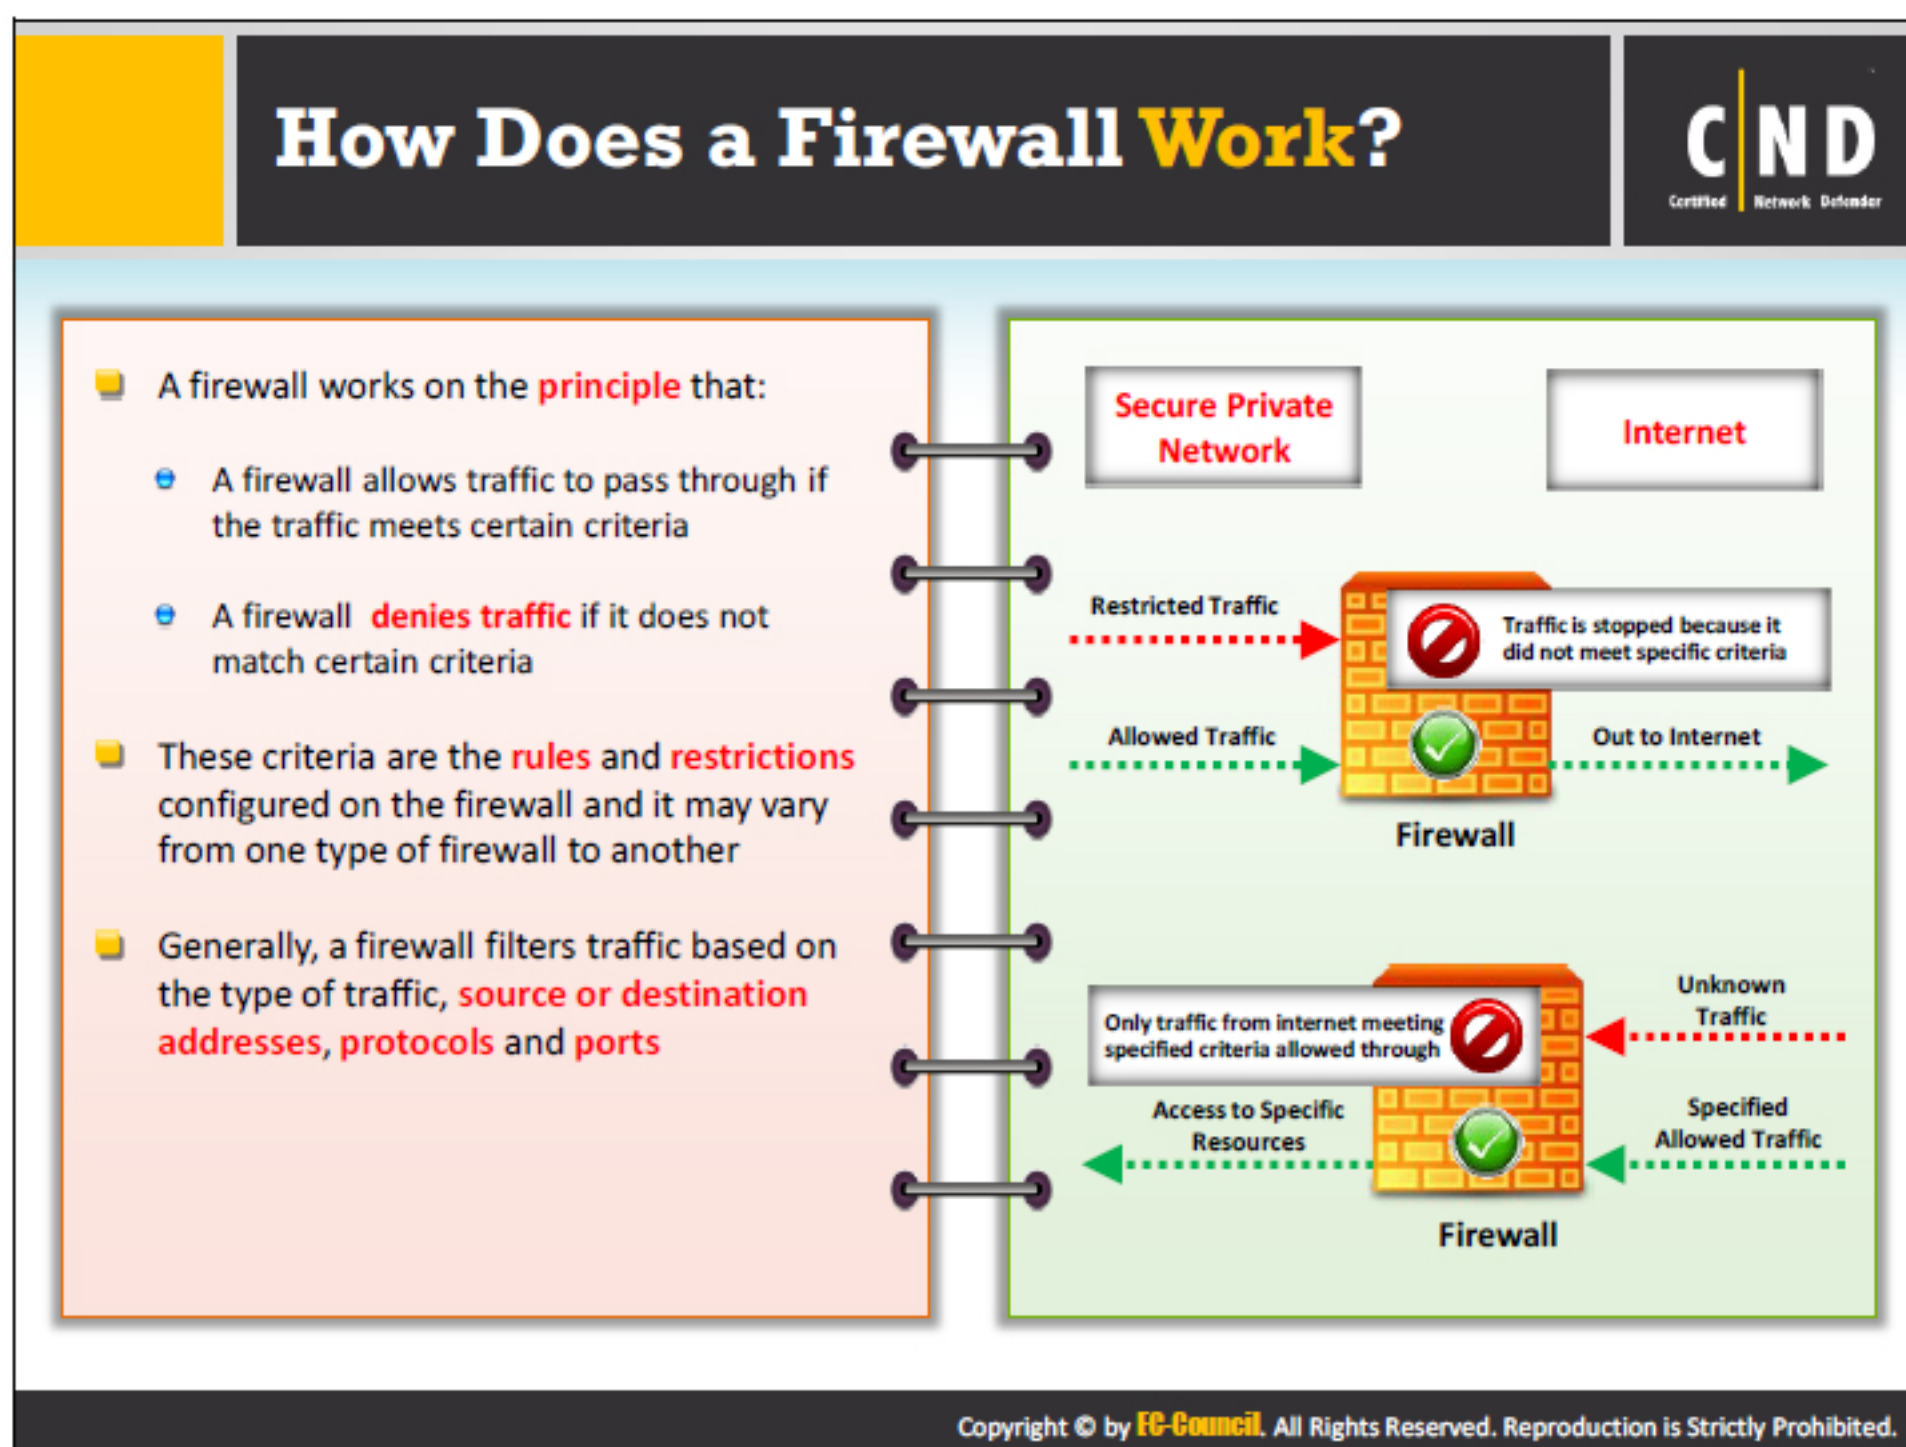 How Does a Firewall Work?
C|ND
Certified Network Defender
A firewall works on the principle that:
A firewall allows traffic to pass through if
the traffic meets certain criteria
A firewall denies traffic if it does not
match certain criteria
These criteria are the rules and restrictions
configured on the firewall and it may vary
from one type of firewall to another
Generally, a firewall filters traffic based on
the type of traffic, source or destination
addresses, protocols and ports
Secure Private
Network
Internet
Restricted Traffic
Traffic is stopped because it
did not meet specific criteria
Allowed Traffic
Out to Internet
Firewall
Unknown
Traffic
Only traffic from internet meeting
specified criteria allowed through
Access to Specific
Resources
Specified
Allowed Traffic
Firewall
Copyright © by EC-Council. All Rights Reserved. Reproduction is Strictly Prohibited.